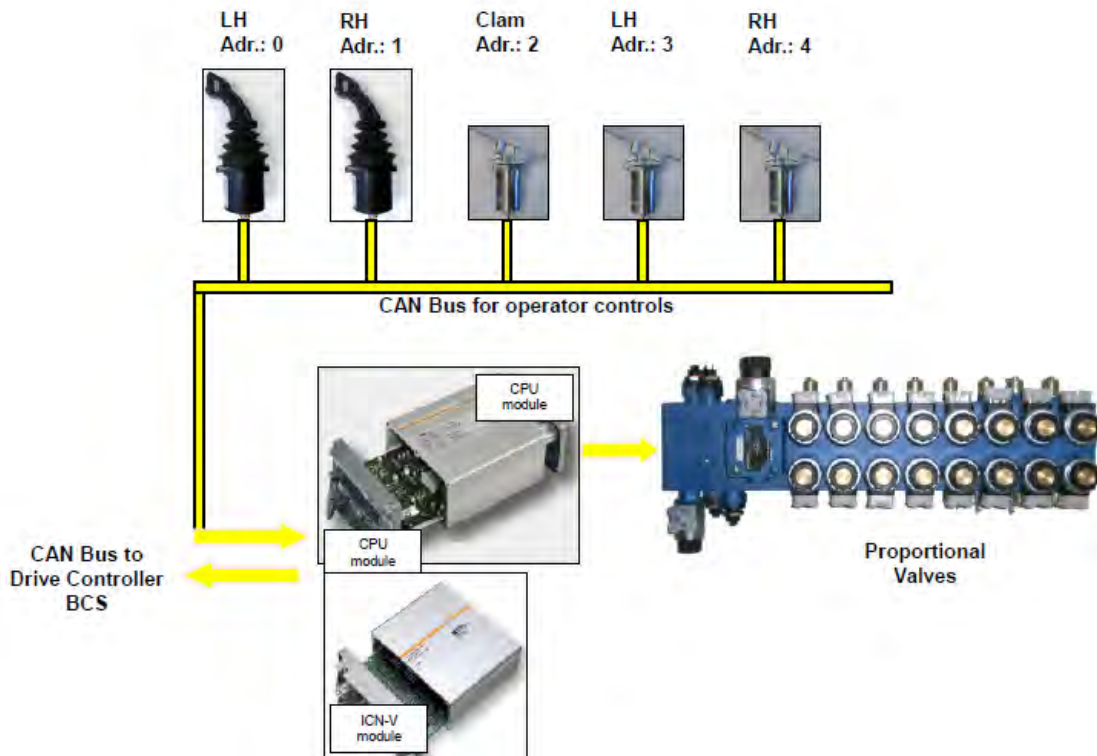 LH
Adr.: 0
RH
Adr.: 1
Clam
Adr.: 2
LH
Adr.: 3
RH
Adr.: 4
CAN Bus for operator controls
CPU
module
CPU
module
CAN Bus to
Drive Controller
BCS
Proportional
Valves
ICN-V
module